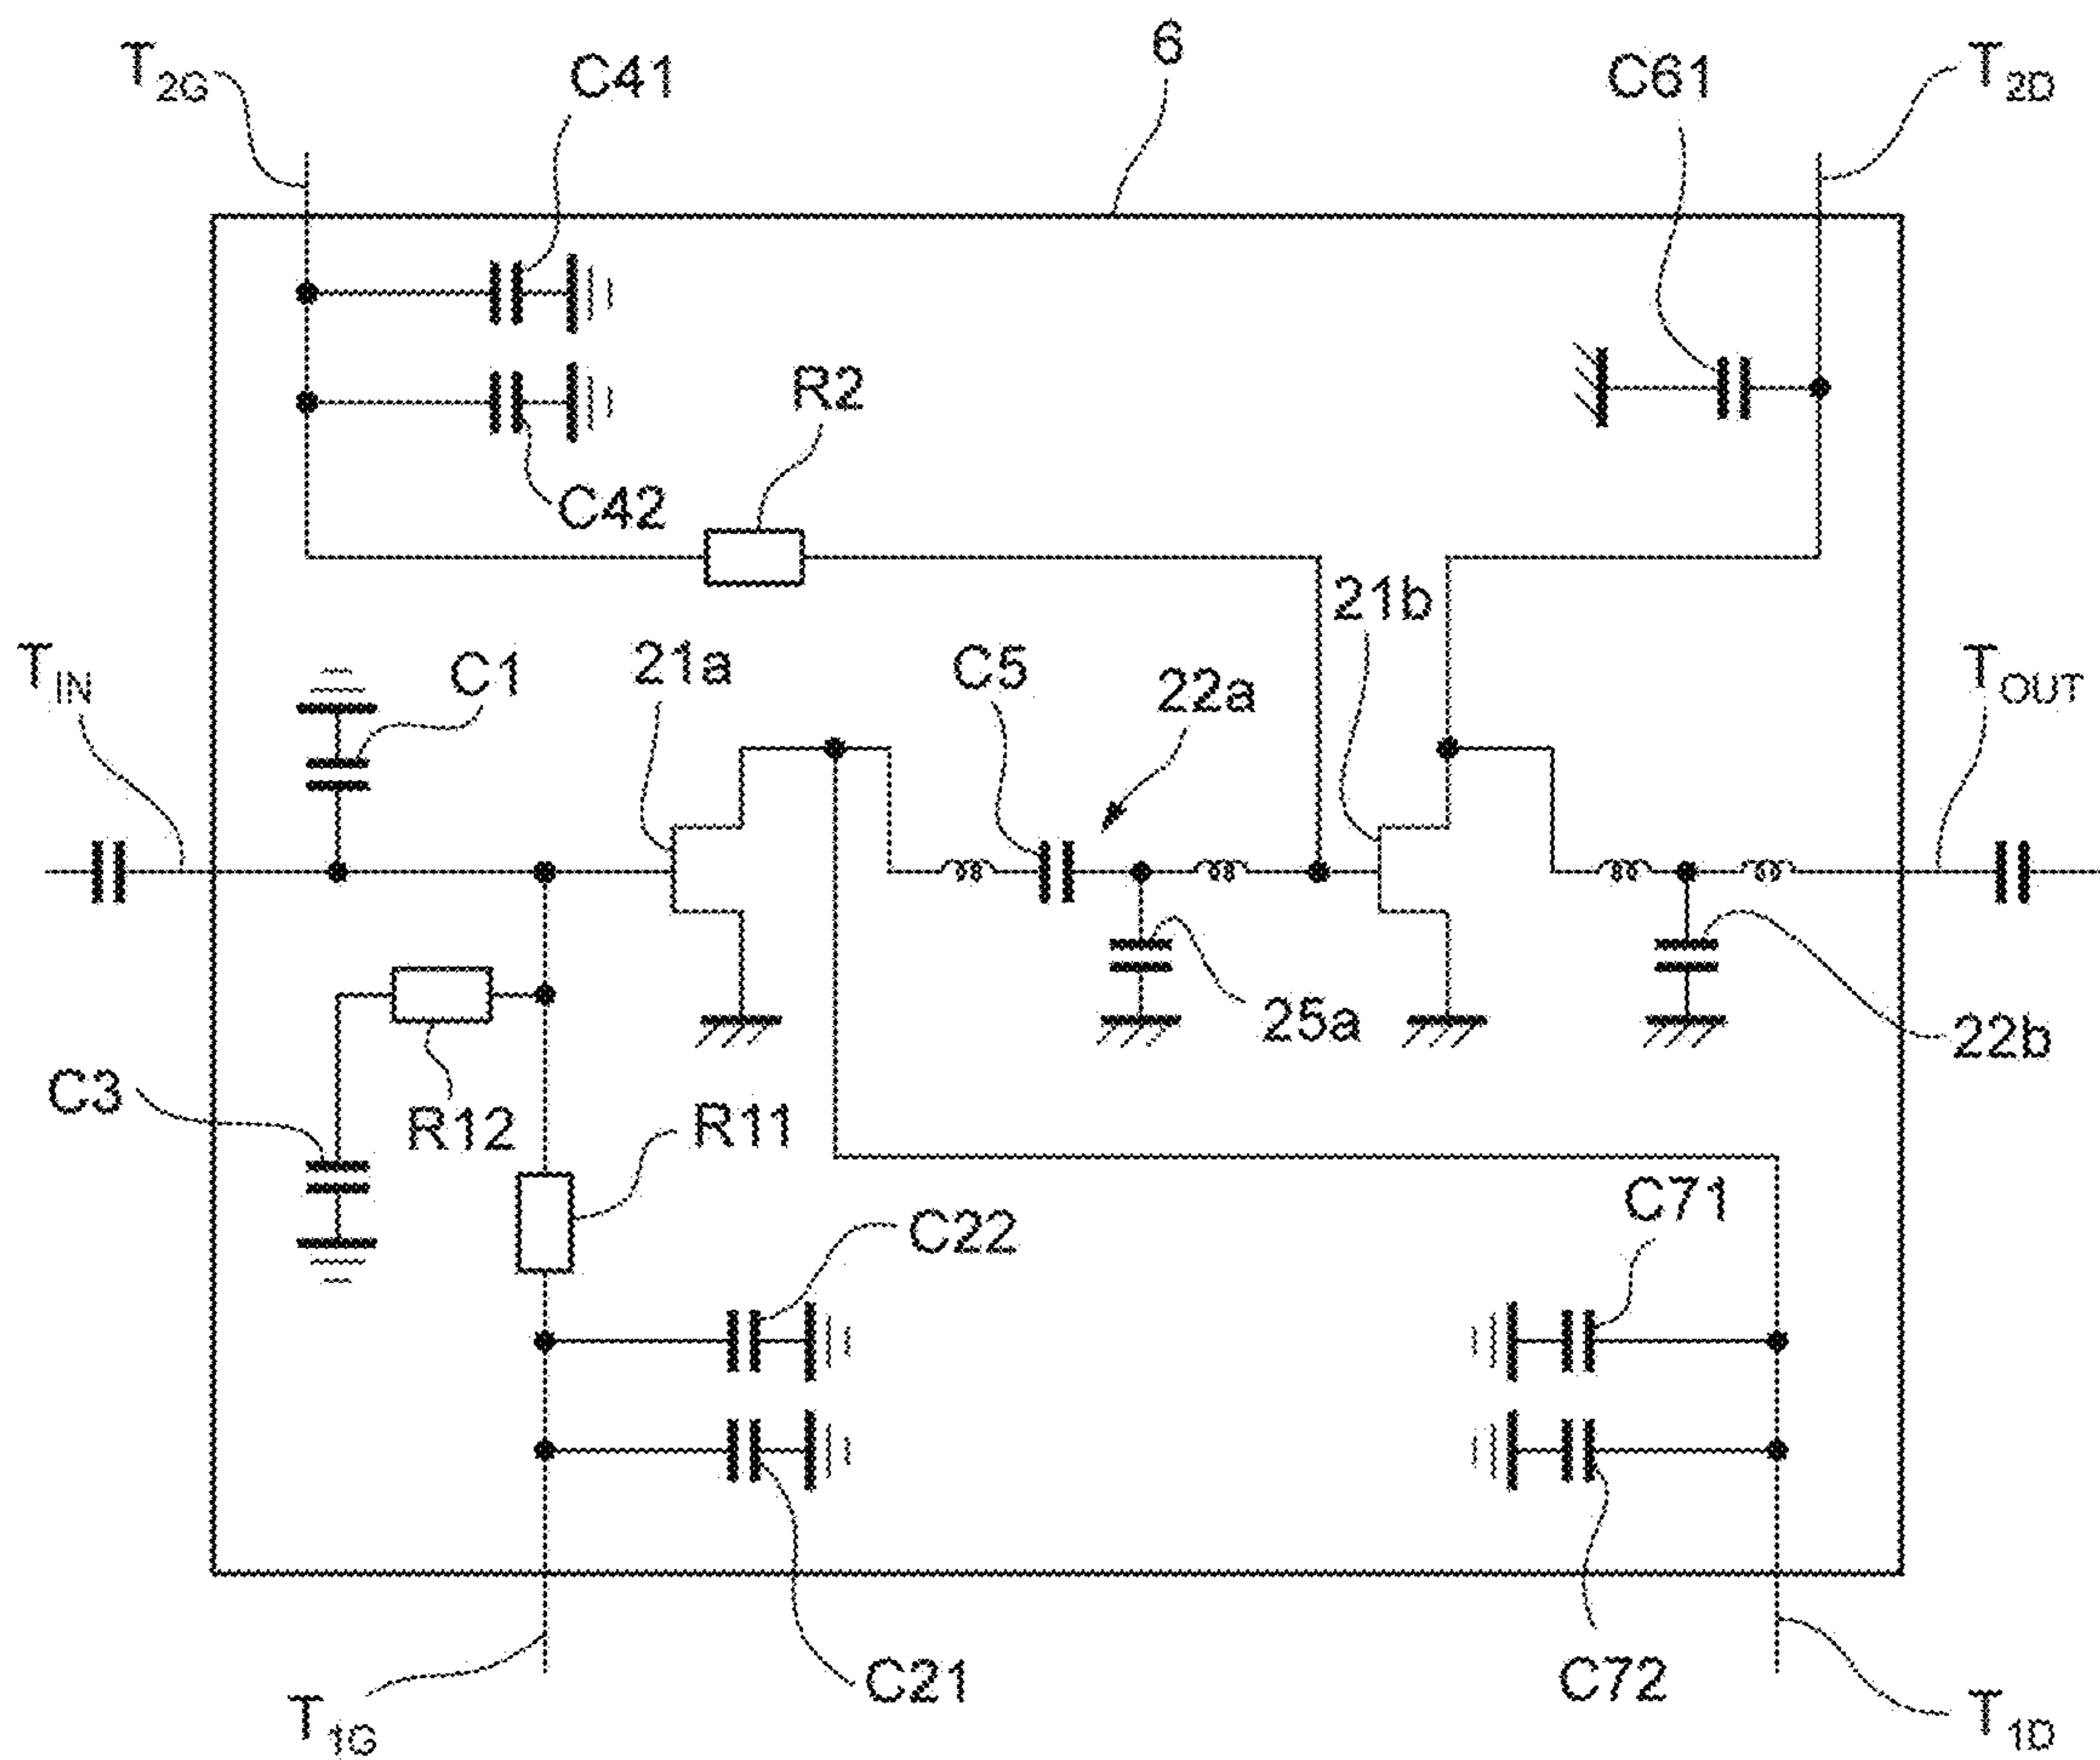 6
T2G
C41
C61
T2D
R2
C42
21b
TIN
C1
21a
C5
22a
TOUT
25a
22b
C3
R12
R11
C22
C71
C21
C72
T1G
T1D